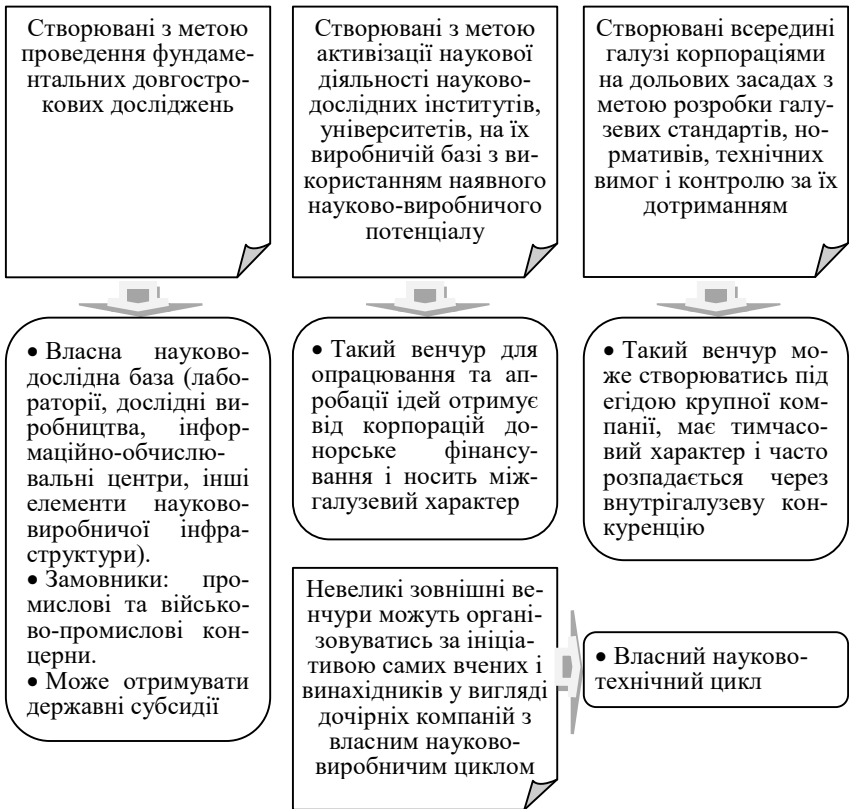 Створювані з метою
проведення фундаме-
нтальних довгостро-
кових досліджень
Створювані з метою
активізації наукової
діяльності науково-
дослідних інститутів,
університетів, на їх
виробничій базі з ви-
користанням наявного
науково-виробничого
потенціалу
Створювані всередині
галузі корпораціями
на дольових засадах з
метою розробки галу-
зевих стандартів, но-
рмативів, технічних
вимог і контролю за їх
дотриманням
• Власна науково-
дослідна база (лабо-
раторії, дослідні ви-
робництва, інфор-
маційно-обчислю-
вальні центри, інші
елементи науково-
виробничої інфра-
структури).
• Замовники: про-
мислові та військо-
во-промислові кон-
церни.
• Може отримувати
державні субсидії
• Такий венчур для
опрацювання та ап-
робації ідей отримує
від корпорацій до-
норське фінансу-
вання і носить між-
галузевий характер
• Такий венчур мо-
же створюватись під
егідою крупної ком-
панії, має тимчасо-
вий характер і часто
розпадається через
внутрігалузеву кон-
куренцію
Невеликі зовнішні ве-
нчури можуть органі-
зовуватись за ініціа-
тивою самих вчених і
винахідників у вигляді
дочірніх компаній з
власним науково-
виробничим циклом
• Власний науково-
технічний цикл